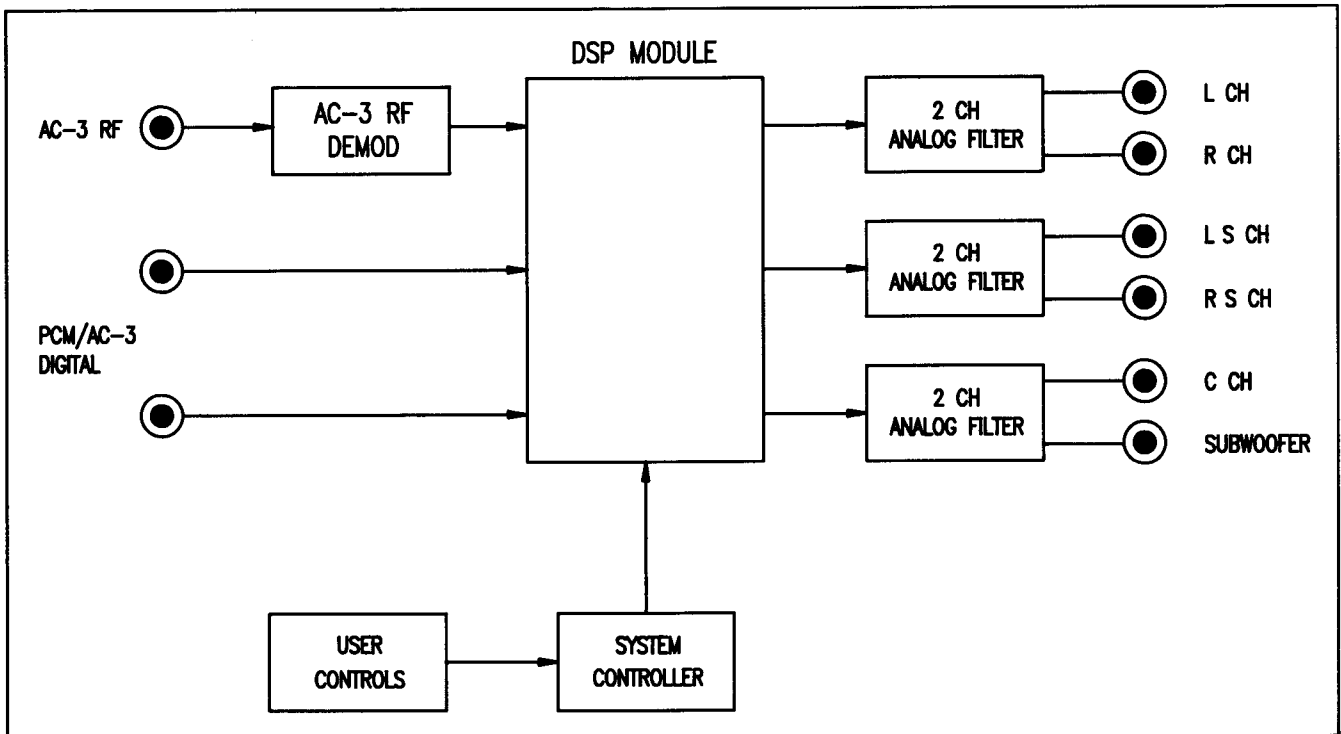 DSP MODULE
AC-3 RF
AC-3 RF
DEMOD
PCM/AC-3
DIGITAL
2 CH
ANALOG FILTER
L CH
R CH
2 CH
ANALOG FILTER
L S CH
R S CH
2 CH
ANALOG FILTER
C CH
SUBWOOFER
USER
CONTROLS
SYSTEM
CONTROLLER